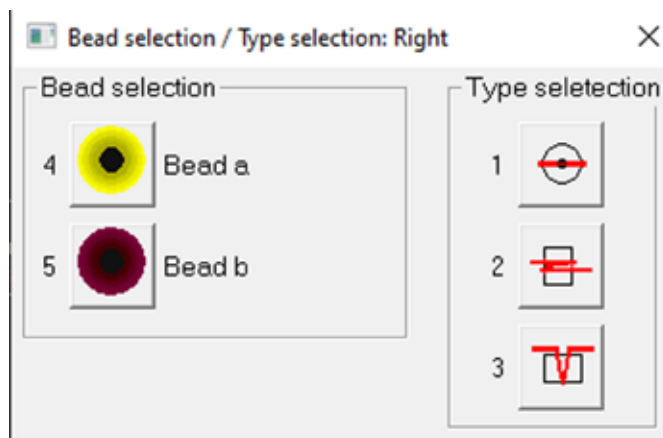 Bead selection / Type selection: Right
Bead selection
4 Bead a
5 Bead b
Type seletection
1
2
3